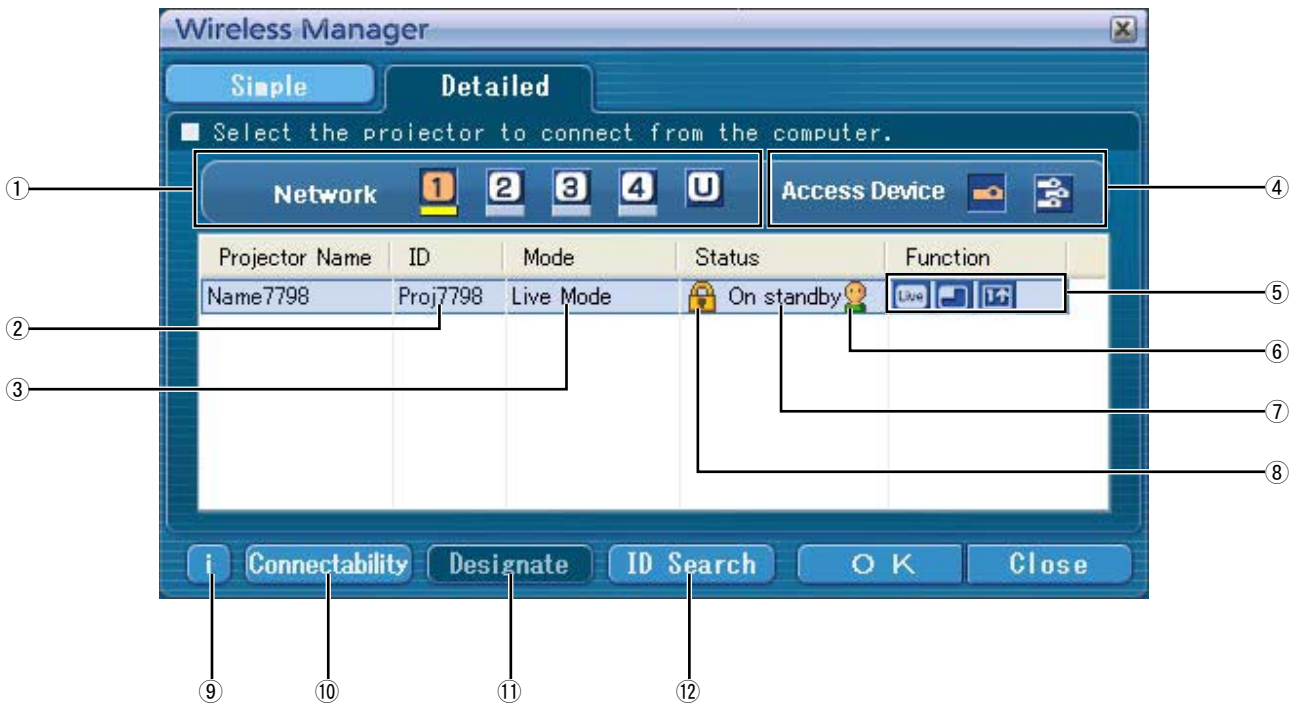 Wireless Manager
Simple Detailed
Select the projector to connect from the computer.
① Network 1 2 3 4 U Access Device ④
Projector Name ID Mode Status Function
Name7798 Proj7798 Live Mode On standby Live 1 ⑤
②
⑥
③
⑦
⑧
i Connectability Designate ID Search OK Close
⑨ ⑩ ⑪ ⑫